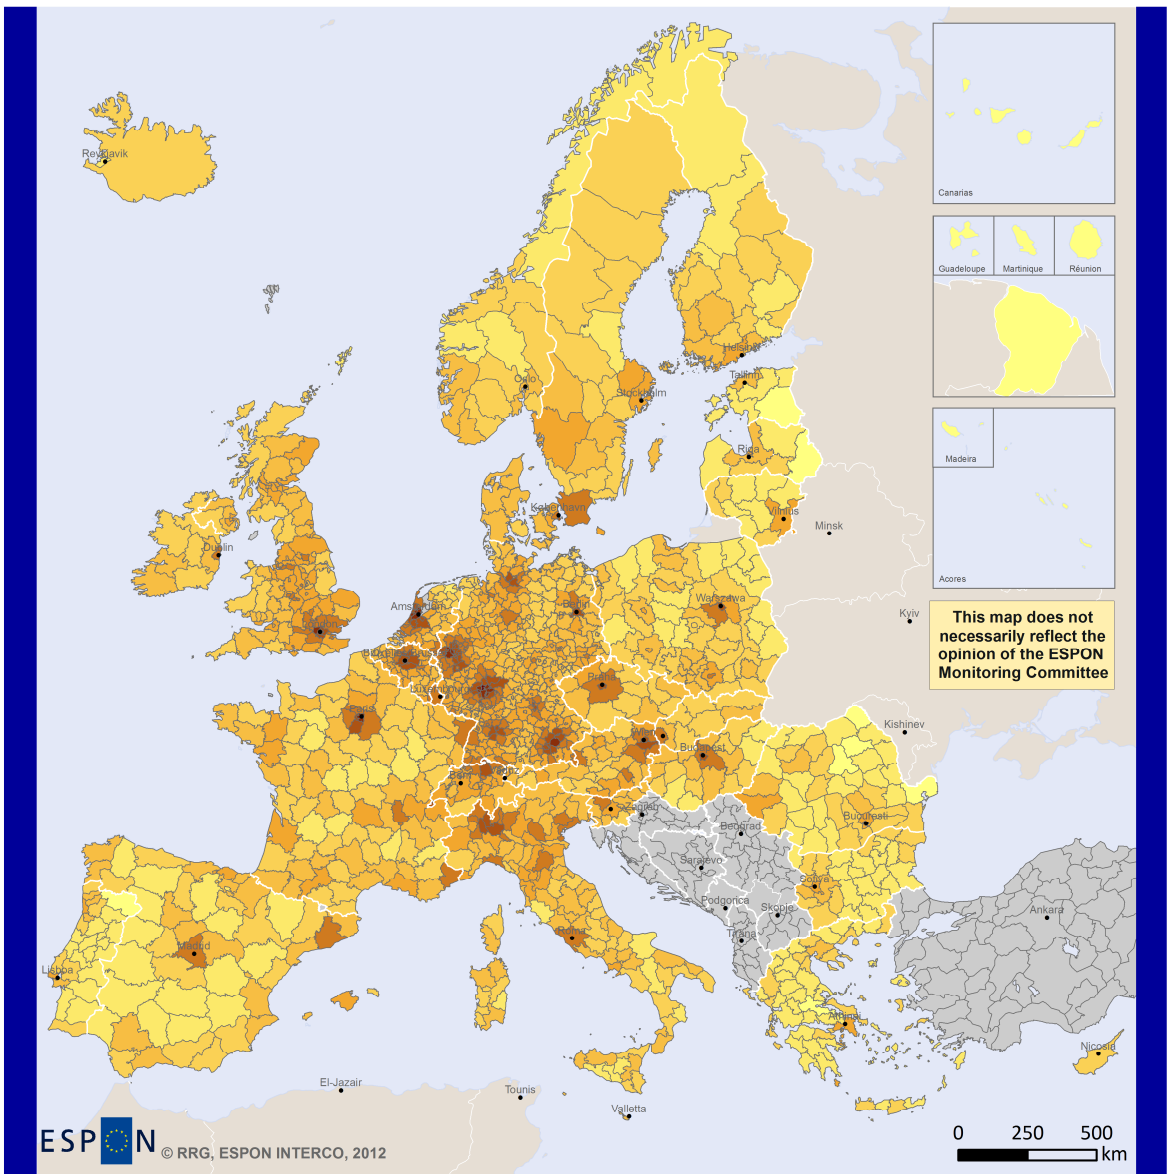 Reykjavik
Canarias
Guadeloupe
Martinique
Réunion
Helsinki
Oslo
Tallinn
Stockholm
Riga
Madeira
København
Vilnius
Minsk
Dublin
Acores
Amsterdam
Berlin
Warszawa
London
Kyiv
This map does not
necessarily reflect the
opinion of the ESPON
Monitoring Committee
Praha
Luxembourg
Paris
Kishinev
Wien
Budapest
Bern
Vaduz
Zagreb
Bucuresti
Beograd
Sarajevo
Sofiya
Podgorica
Skopje
Ankara
Roma
Tirana
Madrid
Lisboa
Athinai
Nicosia
El-Jazair
Tounis
Valletta
ESPON
© RRG, ESPON INTERCO, 2012
0 250 500
km